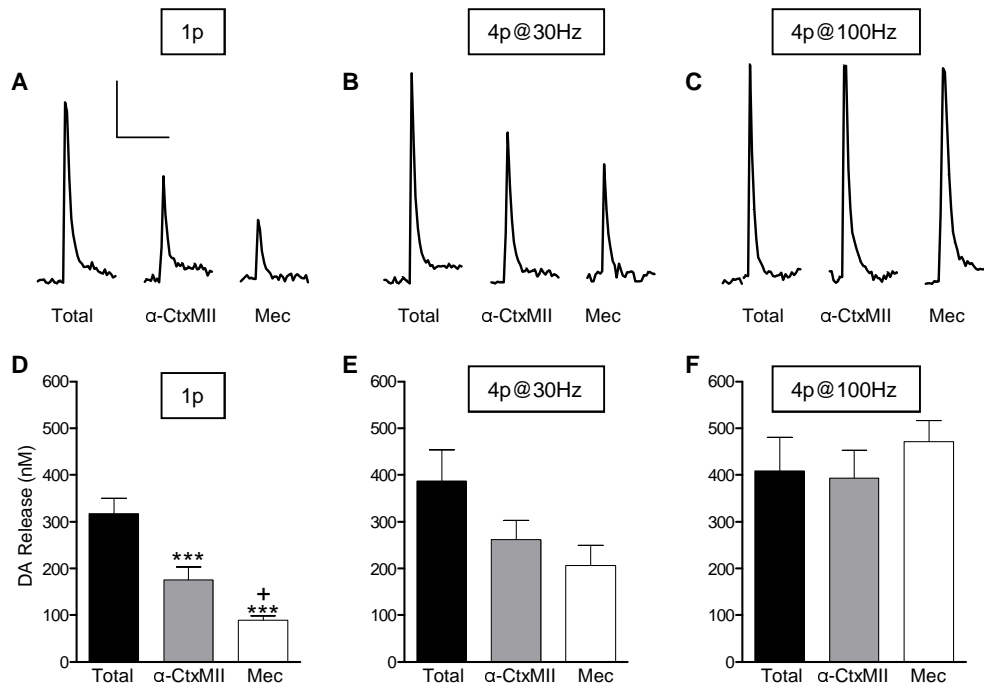 1p
4p@30Hz
4p@100Hz
A
B
C
Total
α-CtxMII
Mec
Total
α-CtxMII
Mec
Total
α-CtxMII
Mec
D
1p
DA Release (nM)
600
500
400
300
200
100
0
***
+
***
Total
α-CtxMII
Mec
E
4p@30Hz
600
500
400
300
200
100
0
Total
α-CtxMII
Mec
F
4p@100Hz
600
500
400
300
200
100
0
Total
α-CtxMII
Mec